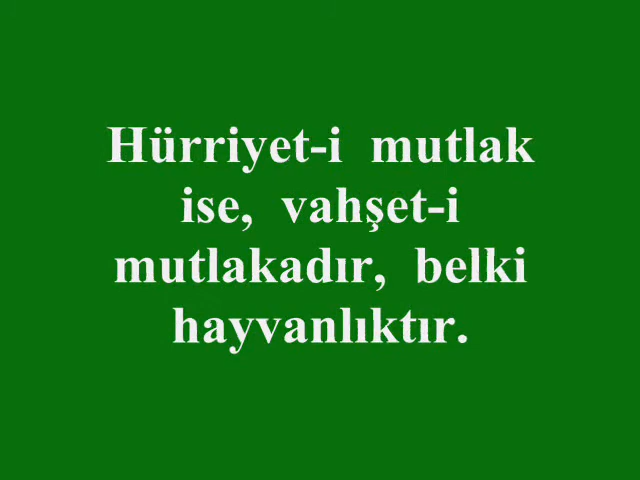 Hürriyet-i mutlak
ise, vahşet-i
mutlakadır, belki
hayvanlıktır.